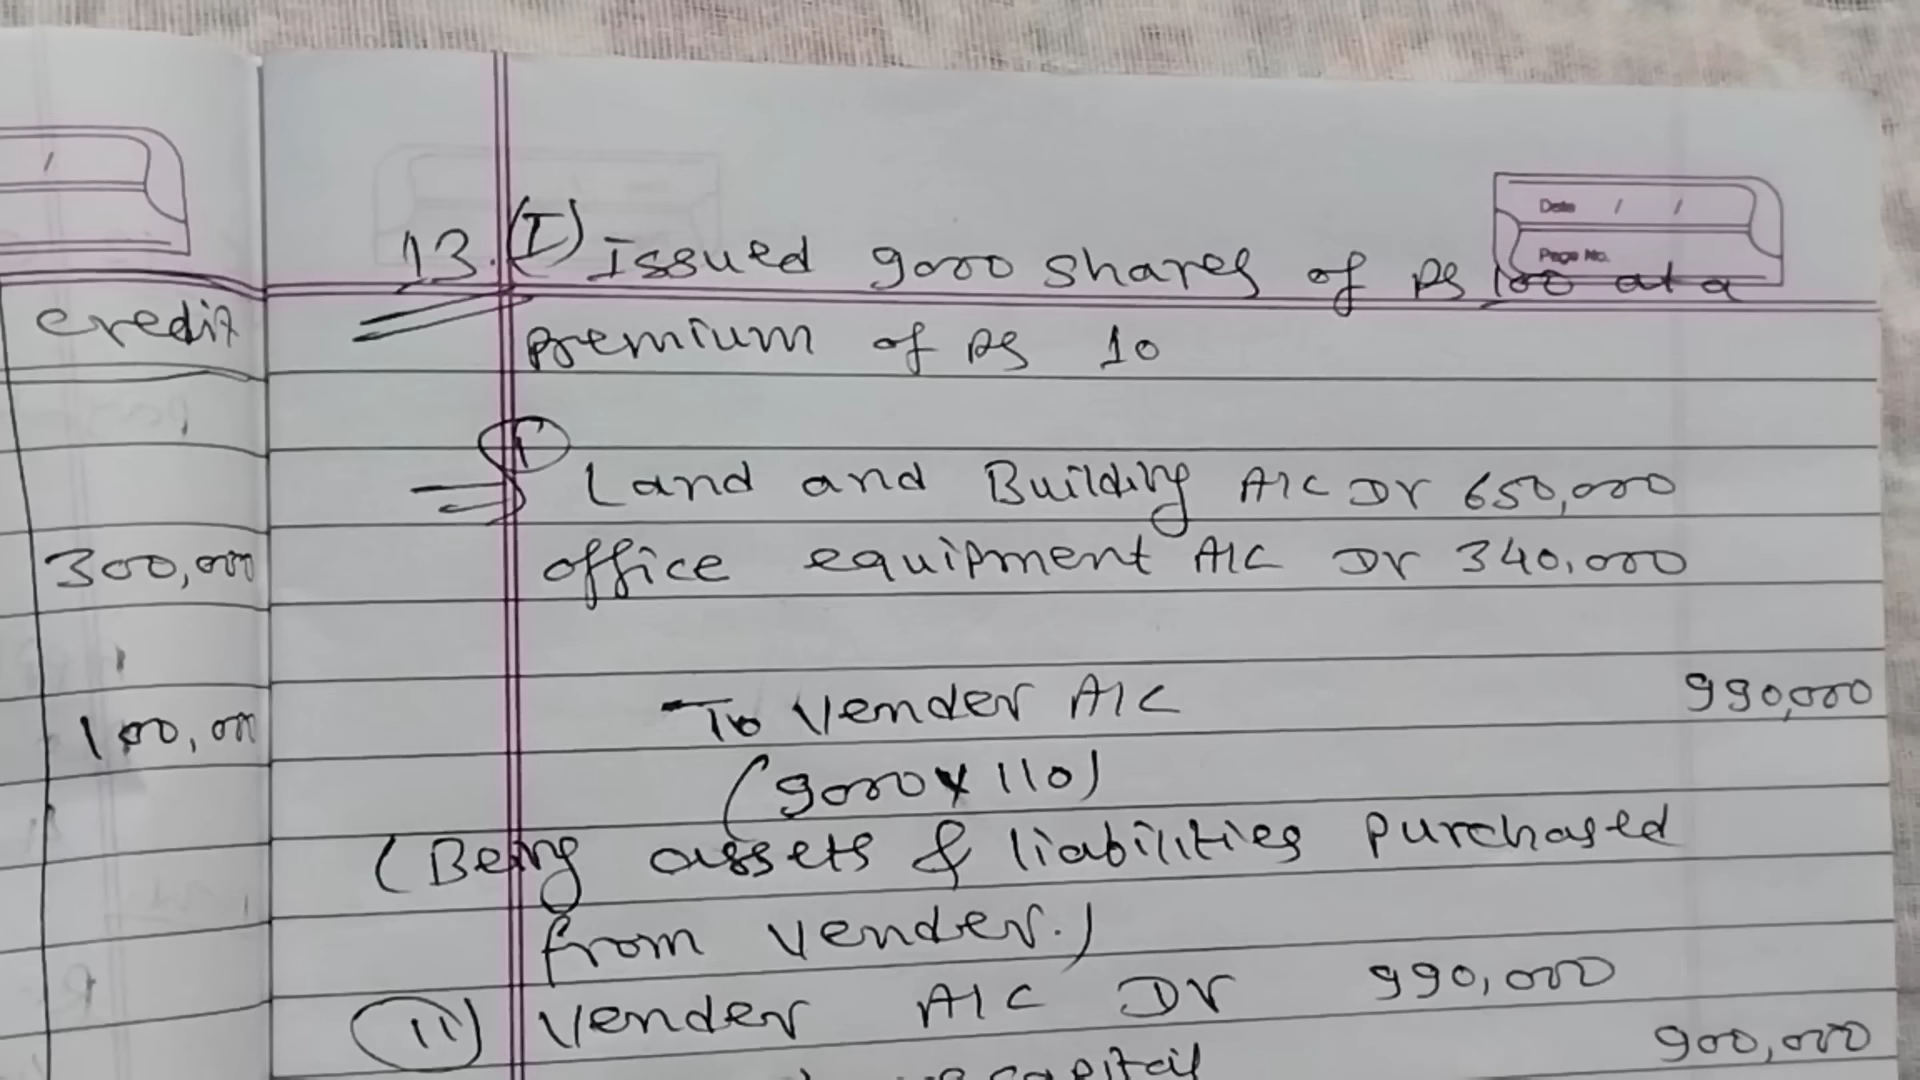 credit
300,000
100,000
Date / /
Page No.
13. (I) Issued 9000 shares of RS 100 at a
premium of RS 10
i
Land and Building A/C Dr 650,000
office equipment A/C Dr 340,000
To Vender A/C 990,000
(9000 x 110)
(Being assets & liabilities purchased
from vender.)
ii) Vender A/C Dr 990,000
capital 900,000